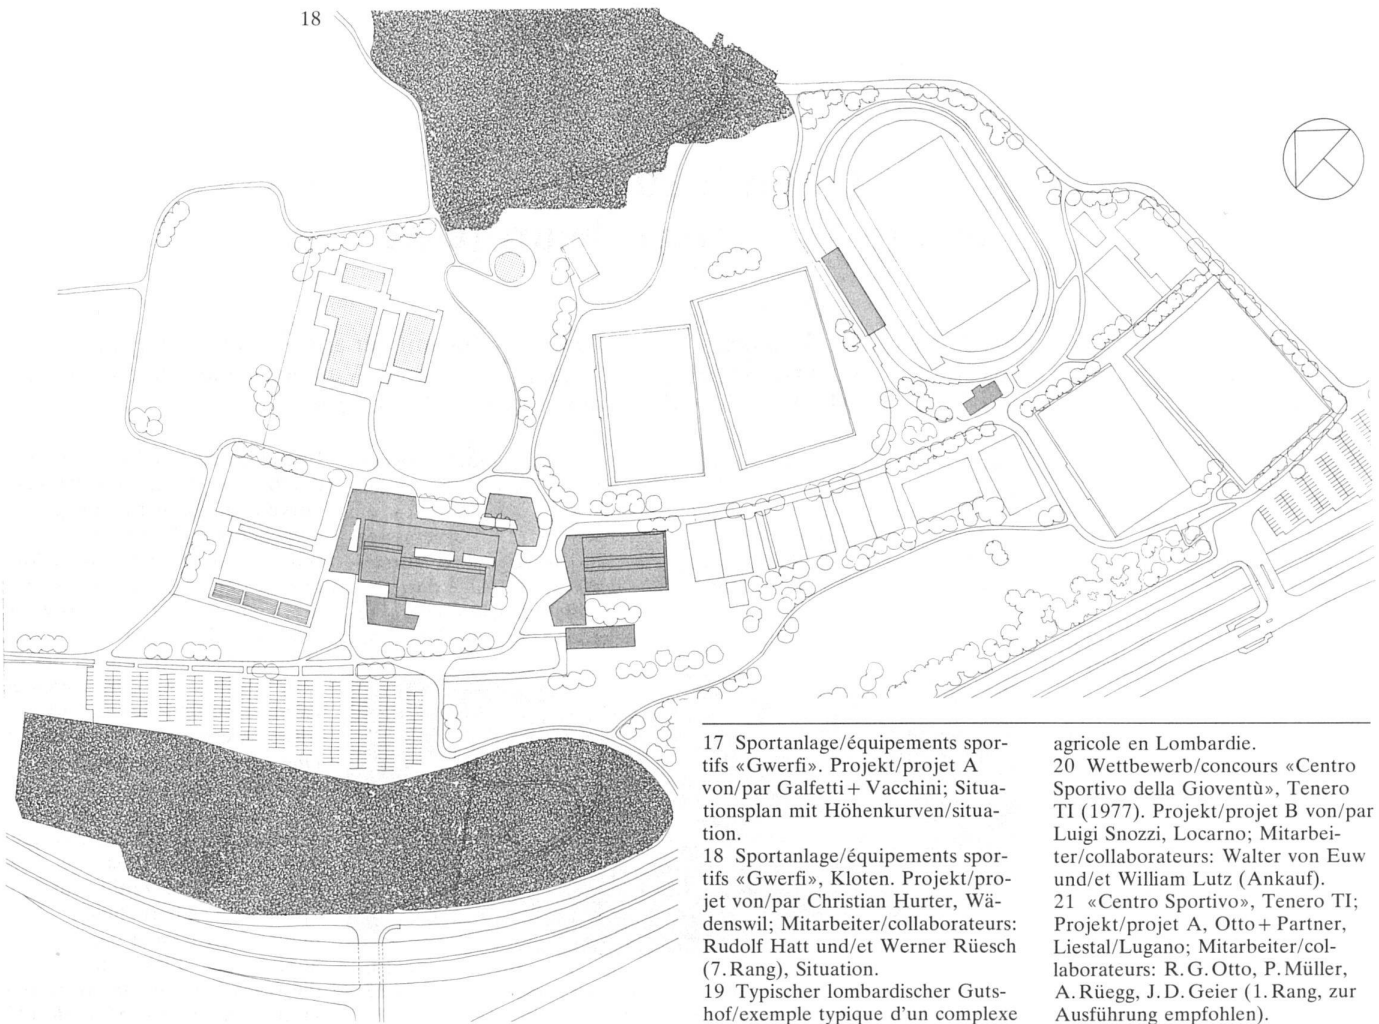 18
17 Sportanlage/équipements spor-
tifs «Gwerfi». Projekt/projet A
von/par Galfetti + Vacchini; Situa-
tionsplan mit Höhenkurven/situa-
tion.
18 Sportanlage/équipements spor-
tifs «Gwerfi», Kloten. Projekt/pro-
jet von/par Christian Hurter, Wä-
denswil; Mitarbeiter/collaborateurs:
Rudolf Hatt und/et Werner Rüesch
(7. Rang), Situation.
19 Typischer lombardischer Guts-
hof/exemple typique d'un complexe
agricole en Lombardie.
20 Wettbewerb/concours «Centro
Sportivo della Gioventù», Tenero
TI (1977). Projekt/projet B von/par
Luigi Snozzi, Locarno; Mitarbei-
ter/collaborateurs: Walter von Euw
und/et William Lutz (Ankauf).
21 «Centro Sportivo», Tenero TI;
Projekt/projet A, Otto + Partner,
Liestal/Lugano; Mitarbeiter/col-
laborateurs: R. G. Otto, P. Müller,
A. Rüegg, J. D. Geier (1. Rang, zur
Ausführung empfohlen).